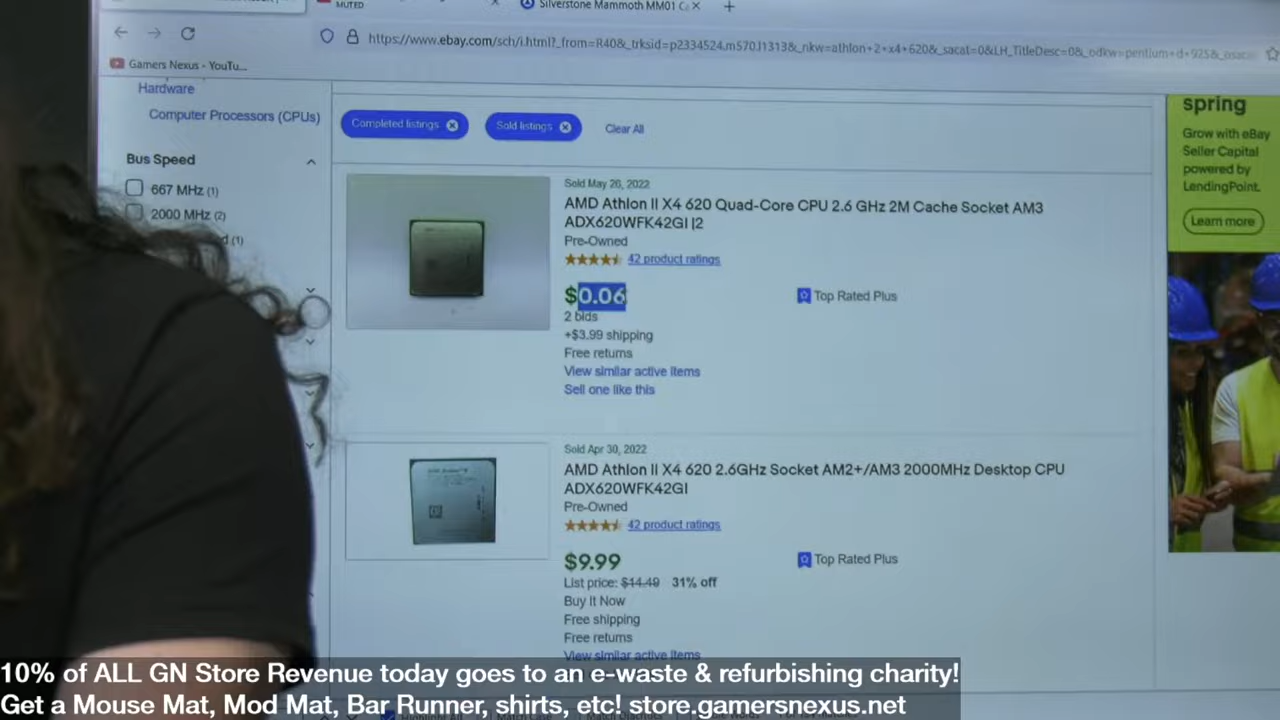 MUTED
Silverstone Mammoth MM01 C
https://www.ebay.com/sch/i.html?_from=R40&_trksid=p2334524.m570.l1313&_nkw=athlon+2+x4+620&_sacat=0&LH_TitleDesc=0&_odkw=pentium+d+925&_osac
Gamers Nexus - YouTu...
Hardware
Computer Processors (CPUs)
Bus Speed
667 MHz (1)
2000 MHz (2)
(1)
Completed listings
Sold listings
Clear All
Sold May 20, 2022
AMD Athlon II X4 620 Quad-Core CPU 2.6 GHz 2M Cache Socket AM3
ADX620WFK42GI |2
Pre-Owned
42 product ratings
$0.06
2 bids
+$3.99 shipping
Free returns
View similar active items
Sell one like this
Top Rated Plus
Sold Apr 30, 2022
AMD Athlon II X4 620 2.6GHz Socket AM2+/AM3 2000MHz Desktop CPU
ADX620WFK42GI
Pre-Owned
42 product ratings
$9.99
List price: $14.49 31% off
Buy It Now
Free shipping
Free returns
View similar active items
Top Rated Plus
spring
Grow with eBay
Seller Capital
powered by
LendingPoint.
Learn more
10% of ALL GN Store Revenue today goes to an e-waste & refurbishing charity!
Get a Mouse Mat, Mod Mat, Bar Runner, shirts, etc! store.gamersnexus.net